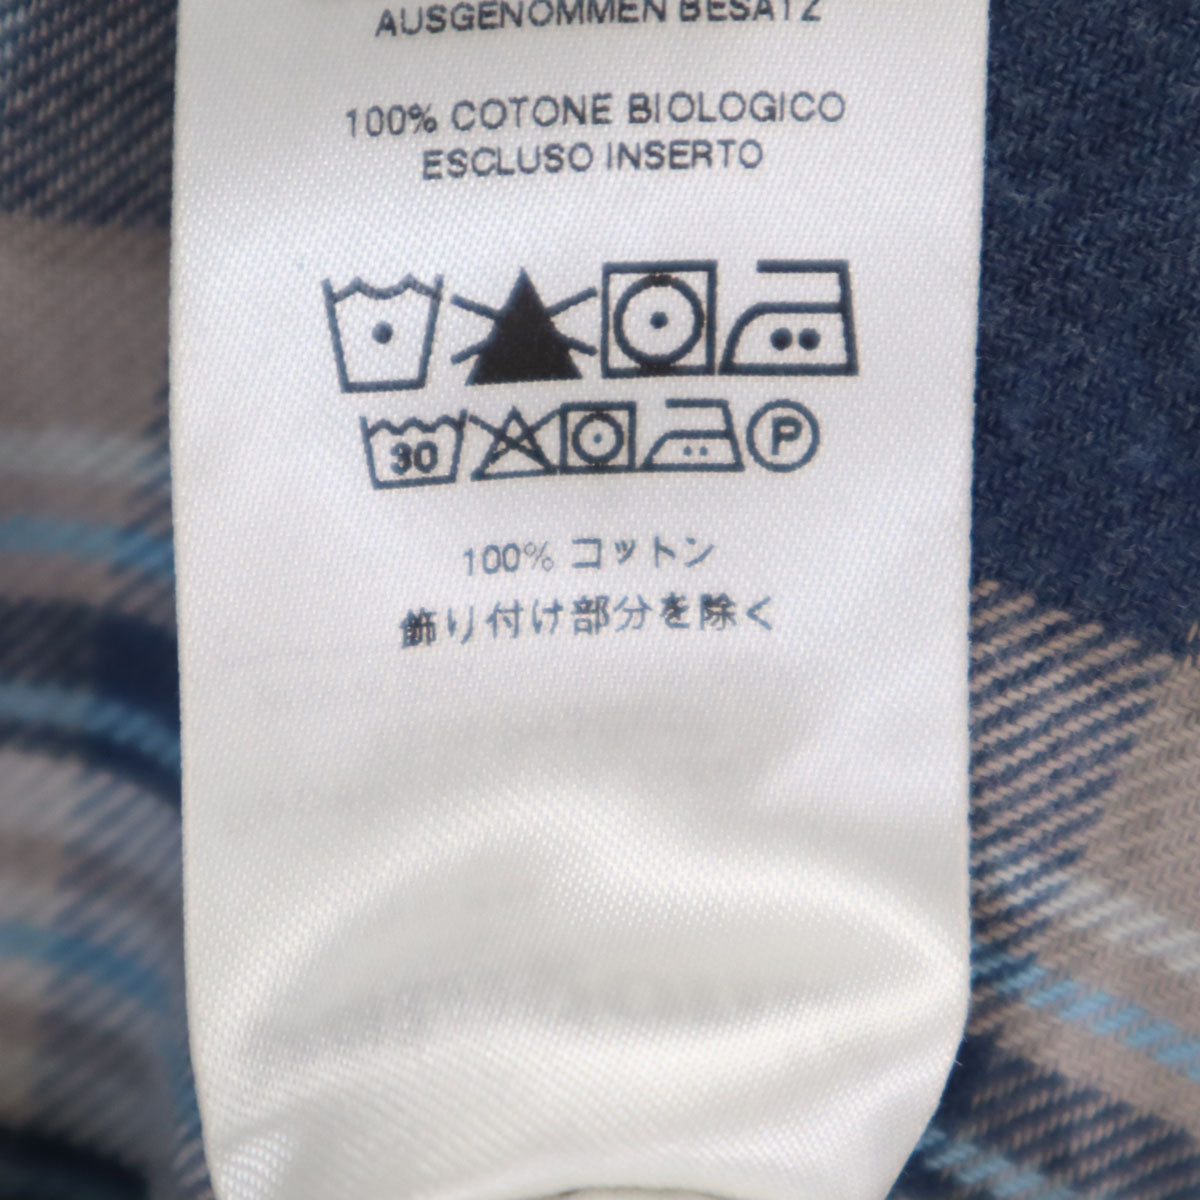 AUSGENOMMEN BESATZ
100% COTONE BIOLOGICO
ESCLUSO INSERTO
30 P
100% コットン
飾り付け部分を除く